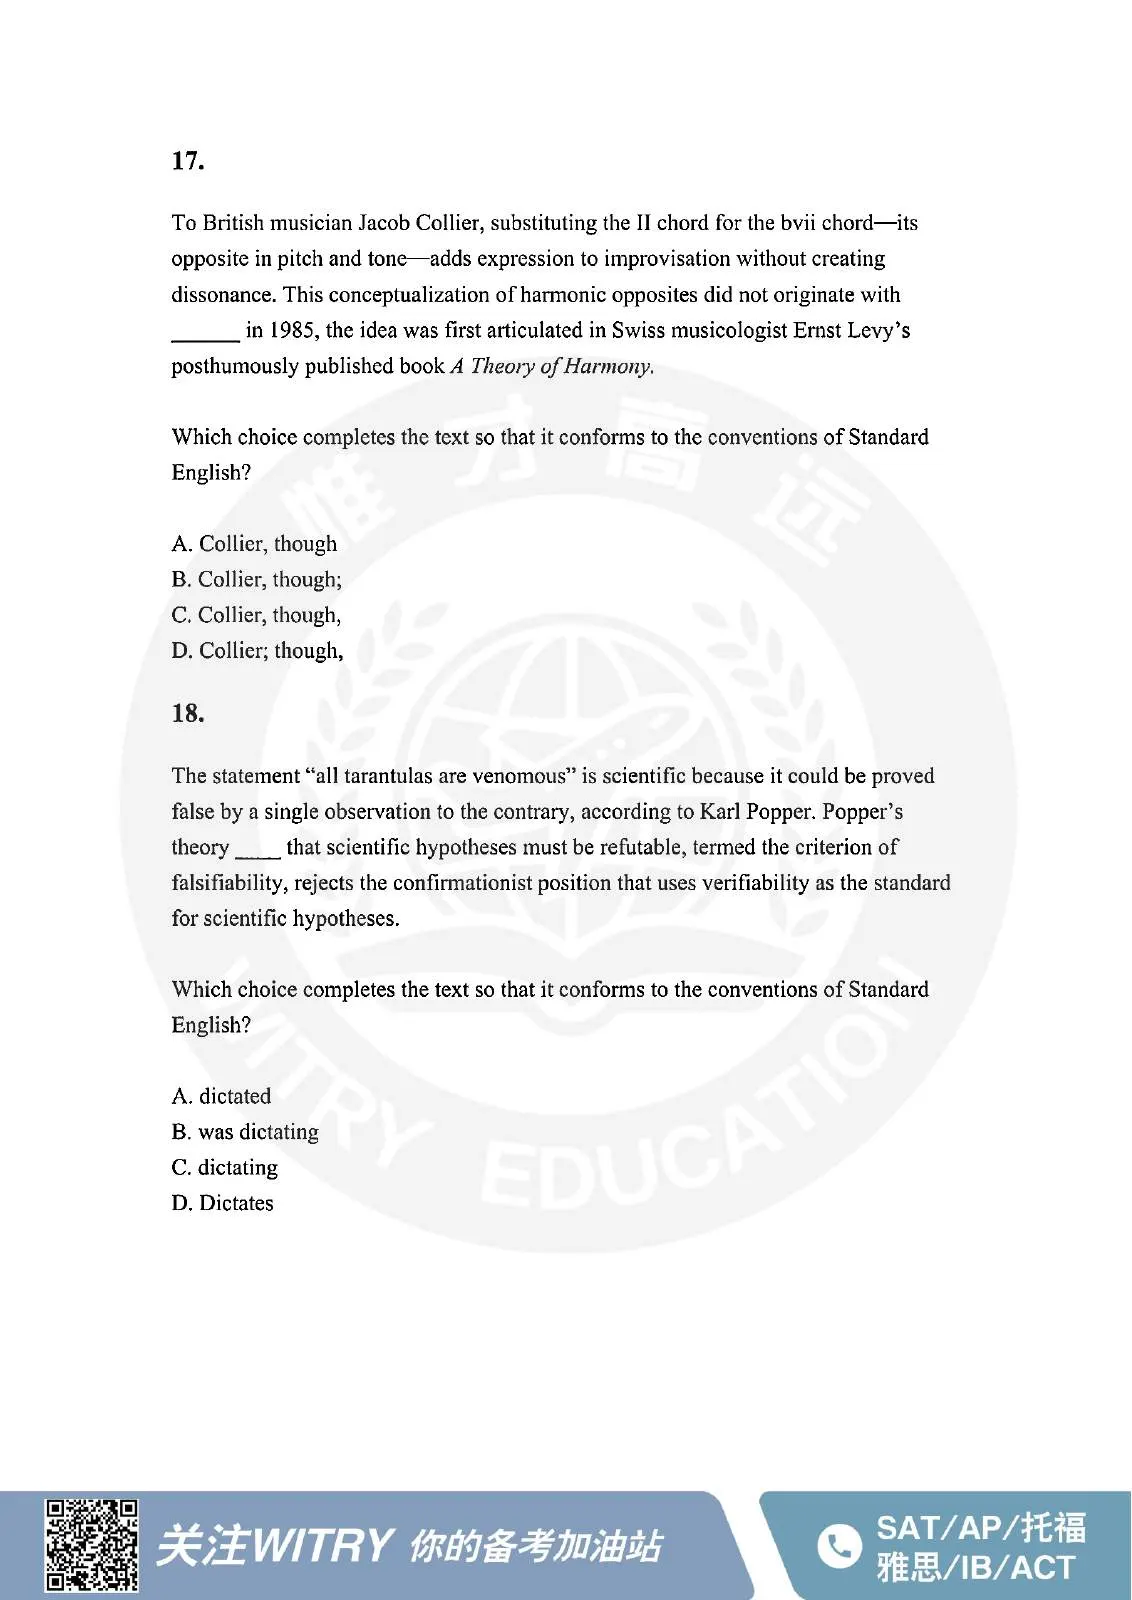 17.
To British musician Jacob Collier, substituting the II chord for the bvii chord—its
opposite in pitch and tone—adds expression to improvisation without creating
dissonance. This conceptualization of harmonic opposites did not originate with
______ in 1985, the idea was first articulated in Swiss musicologist Ernst Levy's
posthumously published book A Theory of Harmony.
Which choice completes the text so that it conforms to the conventions of Standard
English?
A. Collier, though
B. Collier, though;
C. Collier, though,
D. Collier; though,
18.
The statement “all tarantulas are venomous” is scientific because it could be proved
false by a single observation to the contrary, according to Karl Popper. Popper's
theory ____ that scientific hypotheses must be refutable, termed the criterion of
falsifiability, rejects the confirmationist position that uses verifiability as the standard
for scientific hypotheses.
Which choice completes the text so that it conforms to the conventions of Standard
English?
A. dictated
B. was dictating
C. dictating
D. Dictates
惟才高远
WITRY EDUCATION
关注WITRY 你的备考加油站
SAT/AP/托福
雅思/IB/ACT